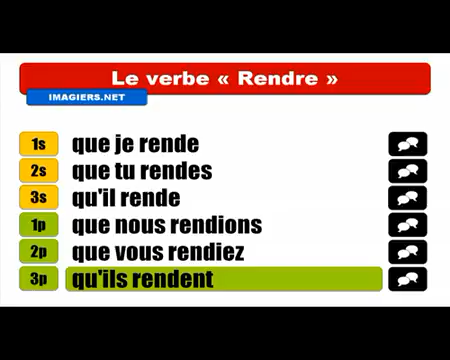 Le verbe « Rendre »
IMAGIERS.NET
1s que je rende
2s que tu rendes
3s qu'il rende
1p que nous rendions
2p que vous rendiez
3p qu'ils rendent